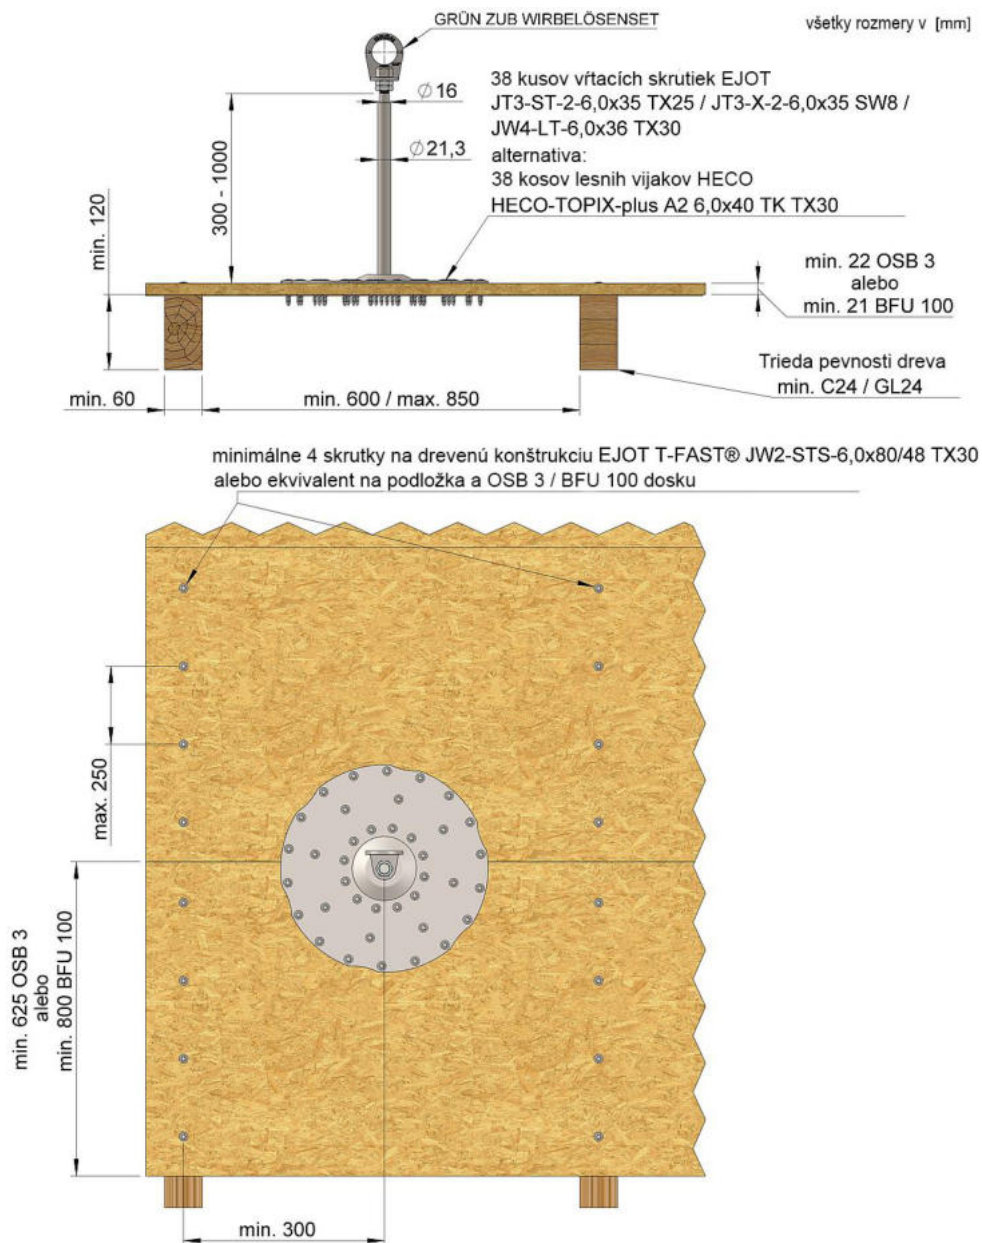 GRÜN ZUB WIRBELÖSENSET
všetky rozmery v [mm]
38 kusov vŕtacích skrutiek EJOT
JT3-ST-2-6,0x35 TX25 / JT3-X-2-6,0x35 SW8 /
JW4-LT-6,0x36 TX30
alternativa:
38 kosov lesnih vijakov HECO
HECO-TOPIX-plus A2 6,0x40 TK TX30
∅16
∅21,3
300 - 1000
min. 120
min. 22 OSB 3
alebo
min. 21 BFU 100
Trieda pevnosti dreva
min. C24 / GL24
min. 60
min. 600 / max. 850
minimálne 4 skrutky na drevenú konštrukciu EJOT T-FAST® JW2-STS-6,0x80/48 TX30
alebo ekvivalent na podložka a OSB 3 / BFU 100 dosku
max. 250
min. 625 OSB 3
alebo
min. 800 BFU 100
min. 300